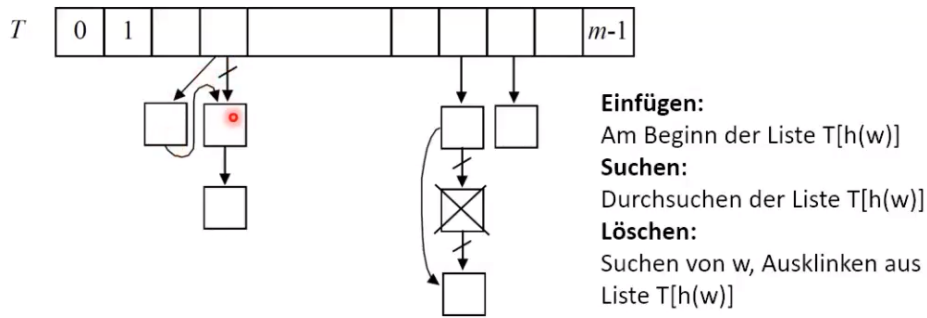 T 0 1 m-1
Einfügen:
Am Beginn der Liste T[h(w)]
Suchen:
Durchsuchen der Liste T[h(w)]
Löschen:
Suchen von w, Ausklinken aus
Liste T[h(w)]